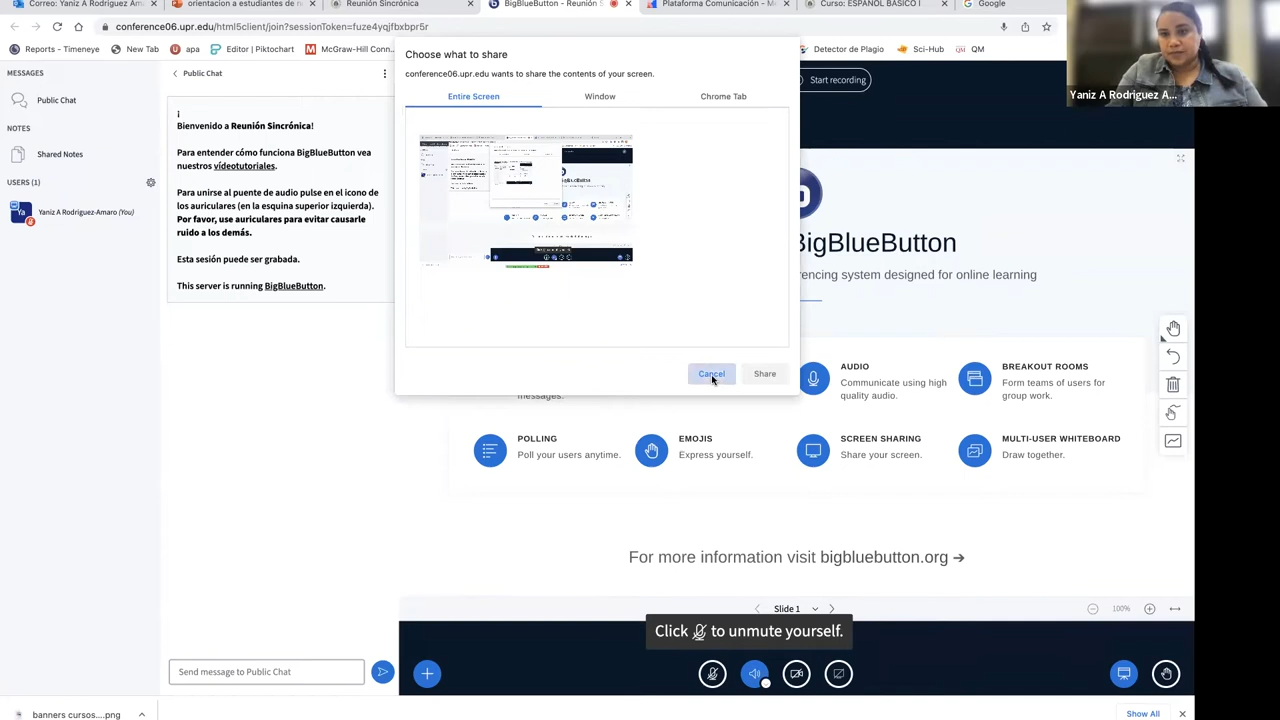 Correo: Yaniz A Rodriguez Am
orientacion a estudiantes de n
Reunión Sincrónica
BigBlueButton - Reunión S
Plataforma Comunitica - M
Curso: ESPAÑOL BASICO I
Google
conference06.upr.edu/html5client/join?sessionToken=fuze4yqjfbxbpr5r
Reports - Timeneye
New Tab
apa
Editor | Piktochart
McGraw-Hill Conn...
Detector de Plagio
Sci-Hub
QM
QM
Yaniz A Rodriguez A...
MESSAGES
Public Chat
NOTES
Shared Notes
USERS (1)
Ya
Yaniz A Rodriguez-Amaro (You)
Public Chat
¡
Bienvenido a Reunión Sincrónica!
Para entender cómo funciona BigBlueButton vea
nuestros vídeotutoriales.
Para unirse al puente de audio pulse en el icono de
los auriculares (en la esquina superior izquierda).
Por favor, use auriculares para evitar causarle
ruido a los demás.
Esta sesión puede ser grabada.
This server is running BigBlueButton.
Send message to Public Chat
Choose what to share
conference06.upr.edu wants to share the contents of your screen.
Entire Screen
Window
Chrome Tab
Cancel
Share
Start recording
b
BigBlueButton
rencing system designed for online learning
messages.
AUDIO
Communicate using high
quality audio.
BREAKOUT ROOMS
Form teams of users for
group work.
POLLING
Poll your users anytime.
EMOJIS
Express yourself.
SCREEN SHARING
Share your screen.
MULTI-USER WHITEBOARD
Draw together.
For more information visit bigbluebutton.org →
Slide 1
100%
Click to unmute yourself.
banners cursos....png
Show All